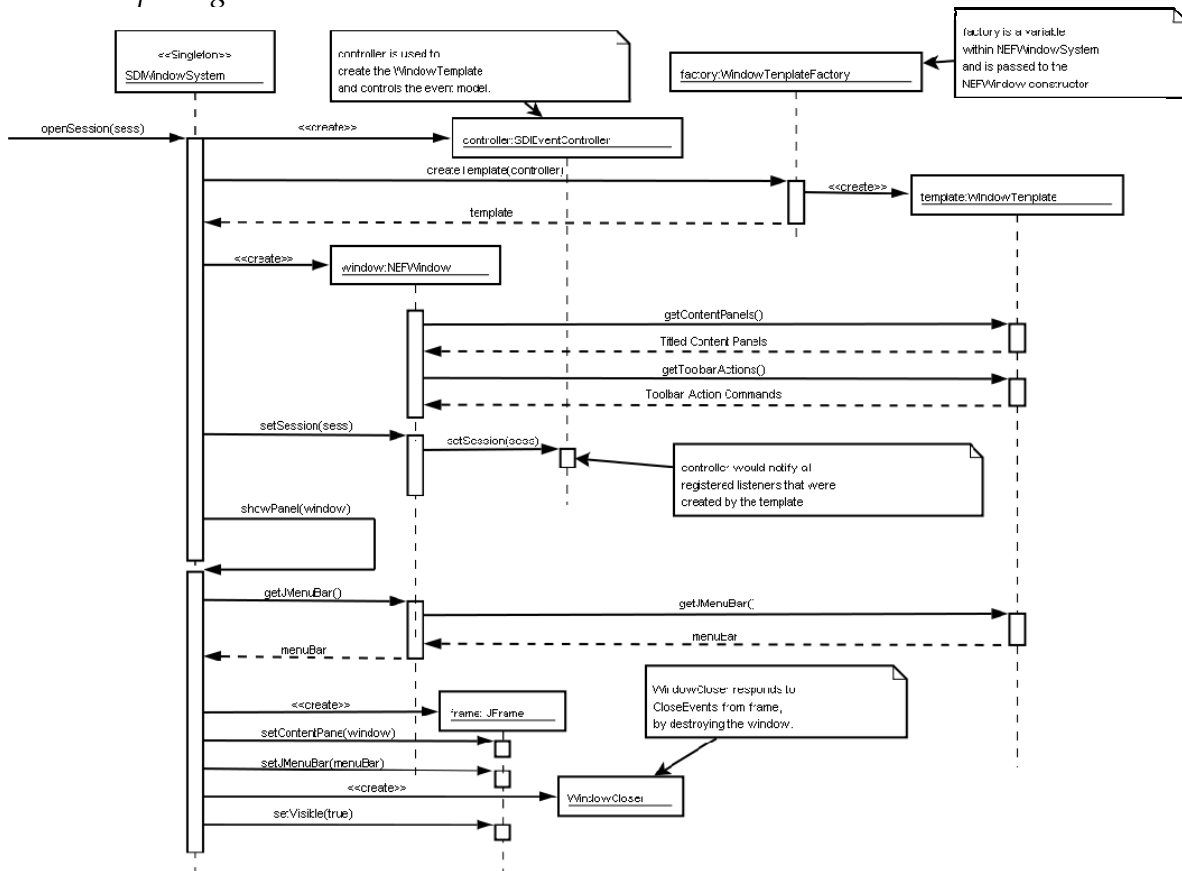 <<Singleton>>
SDIWindowSystem
controller is used to
create the WindowTemplate
and controls the event model.
factory:WindowTemplateFactory
factory is a variable
within NEFWindowSystem
and is passed to the
NEFWindow constructor
openSession(sess)
<<create>>
controller:SDIEventController
createTemplate(controller)
<<create>>
template:WindowTemplate
template
<<create>>
window:NEFWindow
getContentPanels()
Titled Content Panels
getToolbarActions()
Toolbar Action Commands
setSession(sess)
setSession(sess)
controller would notify all
registered listeners that were
created by the template
showPanel(window)
getJMenuBar()
getJMenuBar()
menuBar
menuBar
WindowCloser responds to
CloseEvents from frame,
by destroying the window.
<<create>>
frame: JFrame
setContentPane(window)
setJMenuBar(menuBar)
<<create>>
WindowCloser
setVisible(true)